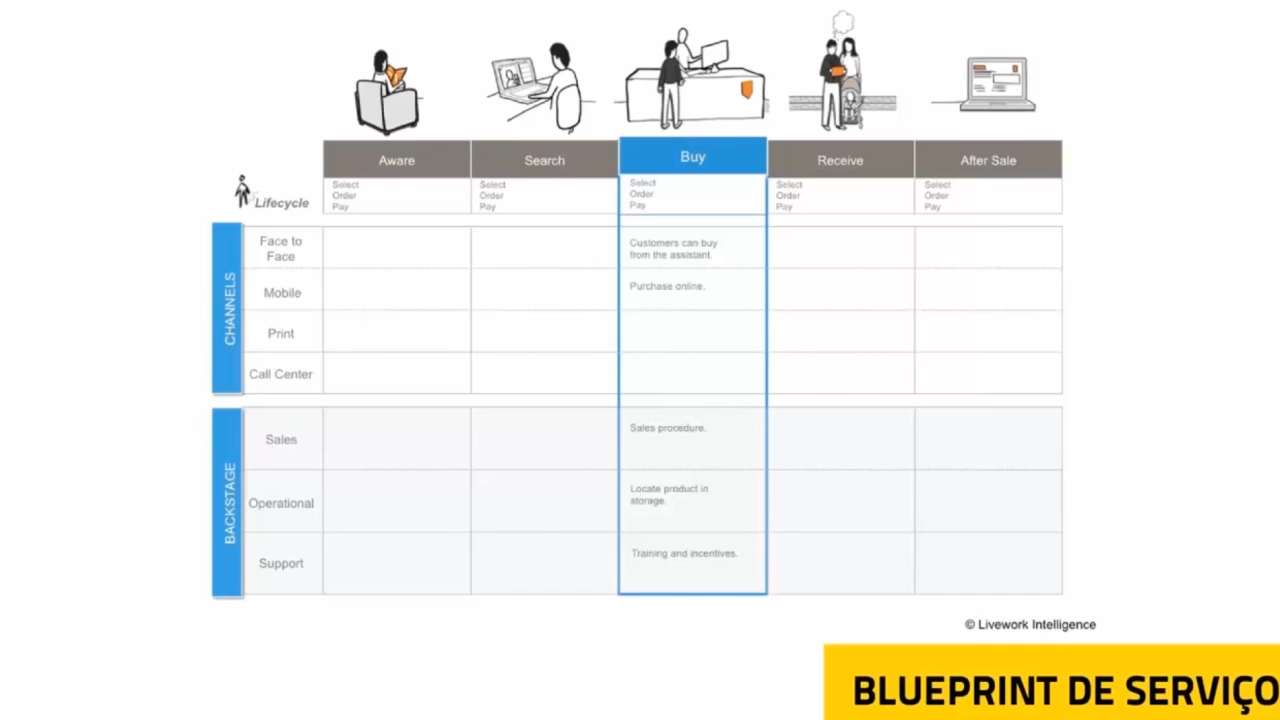 Aware
Search
Buy
Receive
After Sale
Lifecycle
Select
Order
Pay
Select
Order
Pay
Select
Order
Pay
Select
Order
Pay
Select
Order
Pay
CHANNELS
Face to
Face
Customers can buy
from the assistant.
Mobile
Purchase online.
Print
Call Center
BACKSTAGE
Sales
Sales procedure.
Operational
Locate product in
storage.
Support
Training and incentives.
© Livework Intelligence
BLUEPRINT DE SERVIÇO